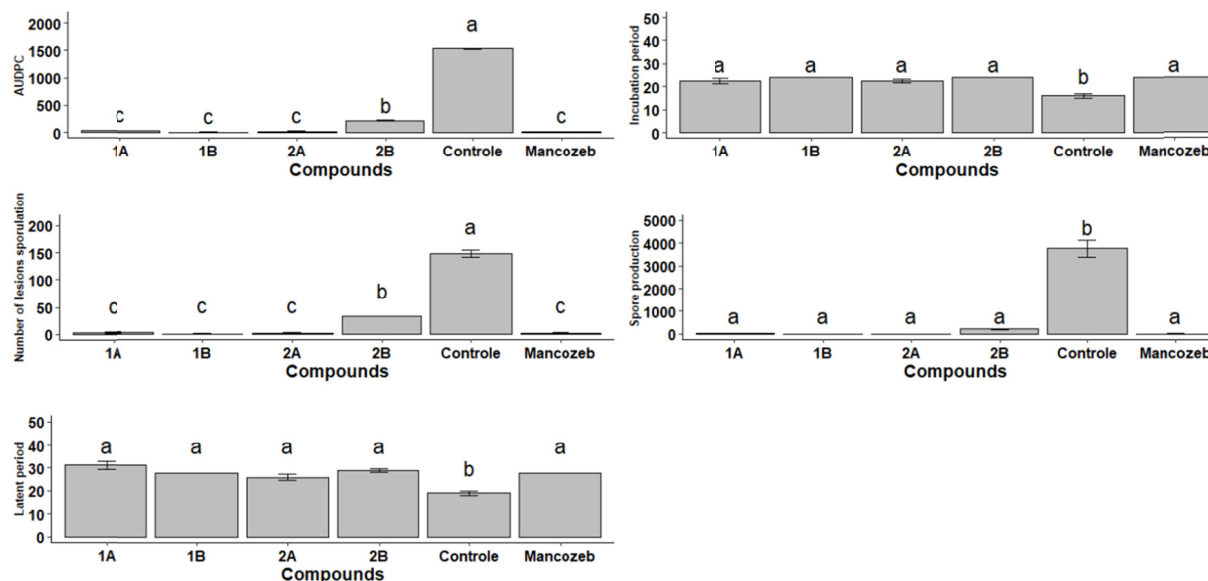 AUDPC
2000
1500
1000
500
0
a
b
c c c c
1A 1B 2A 2B Controle Mancozeb
Compounds
Incubation period
50
40
30
20
10
0
a a a a b a
1A 1B 2A 2B Controle Mancozeb
Compounds
Number of lesions sporulation
200
150
100
50
0
a
b
c c c c
1A 1B 2A 2B Controle Mancozeb
Compounds
Spore production
5000
4000
3000
2000
1000
0
b
a a a a a
1A 1B 2A 2B Controle Mancozeb
Compounds
Latent period
50
40
30
20
10
0
a a a a b a
1A 1B 2A 2B Controle Mancozeb
Compounds